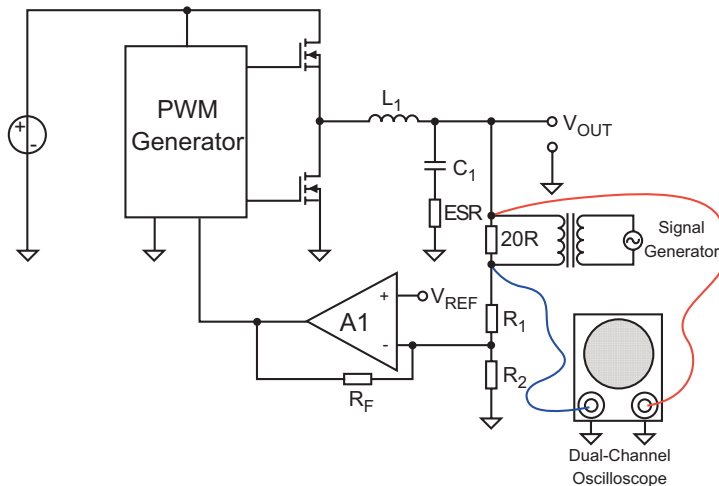 PWM
Generator
+
-
L1
VOUT
C1
ESR
20R
Signal
Generator
+
VREF
A1
-
R1
R2
RF
Dual-Channel
Oscilloscope